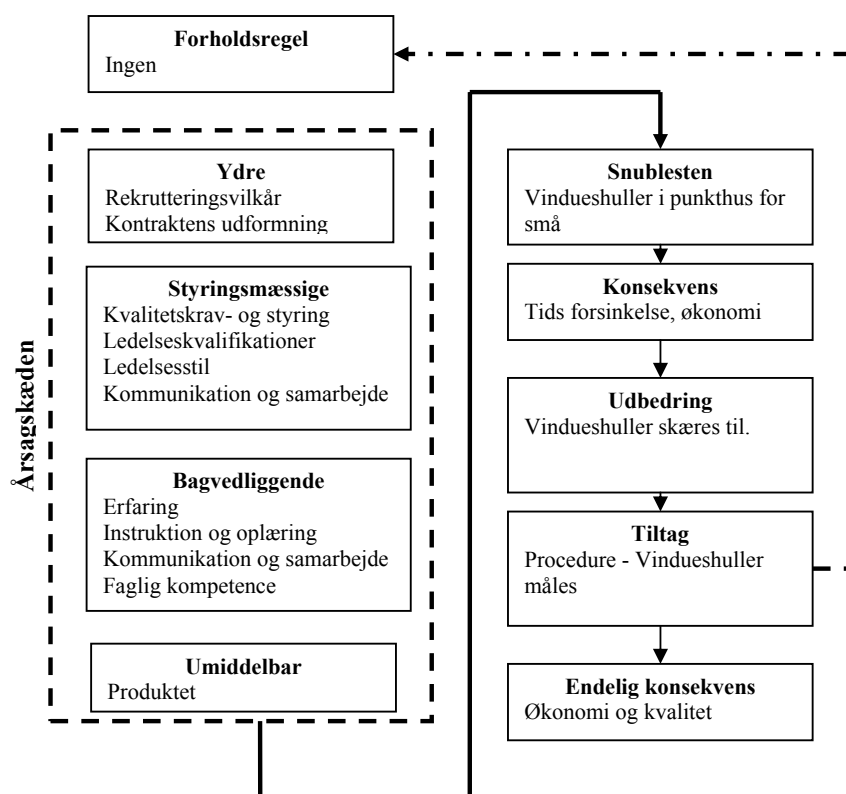 Forholdsregel
Ingen
Årsagskæden
Ydre
Rekrutteringsvilkår
Kontraktens udformning
Styringsmæssige
Kvalitetskrav- og styring
Ledelseskvalifikationer
Ledelsesstil
Kommunikation og samarbejde
Bagvedliggende
Erfaring
Instruktion og oplæring
Kommunikation og samarbejde
Faglig kompetence
Umiddelbar
Produktet
Snublesten
Vindueshuller i punkthus for
små
Konsekvens
Tids forsinkelse, økonomi
Udbedring
Vindueshuller skæres til.
Tiltag
Procedure - Vindueshuller
måles
Endelig konsekvens
Økonomi og kvalitet